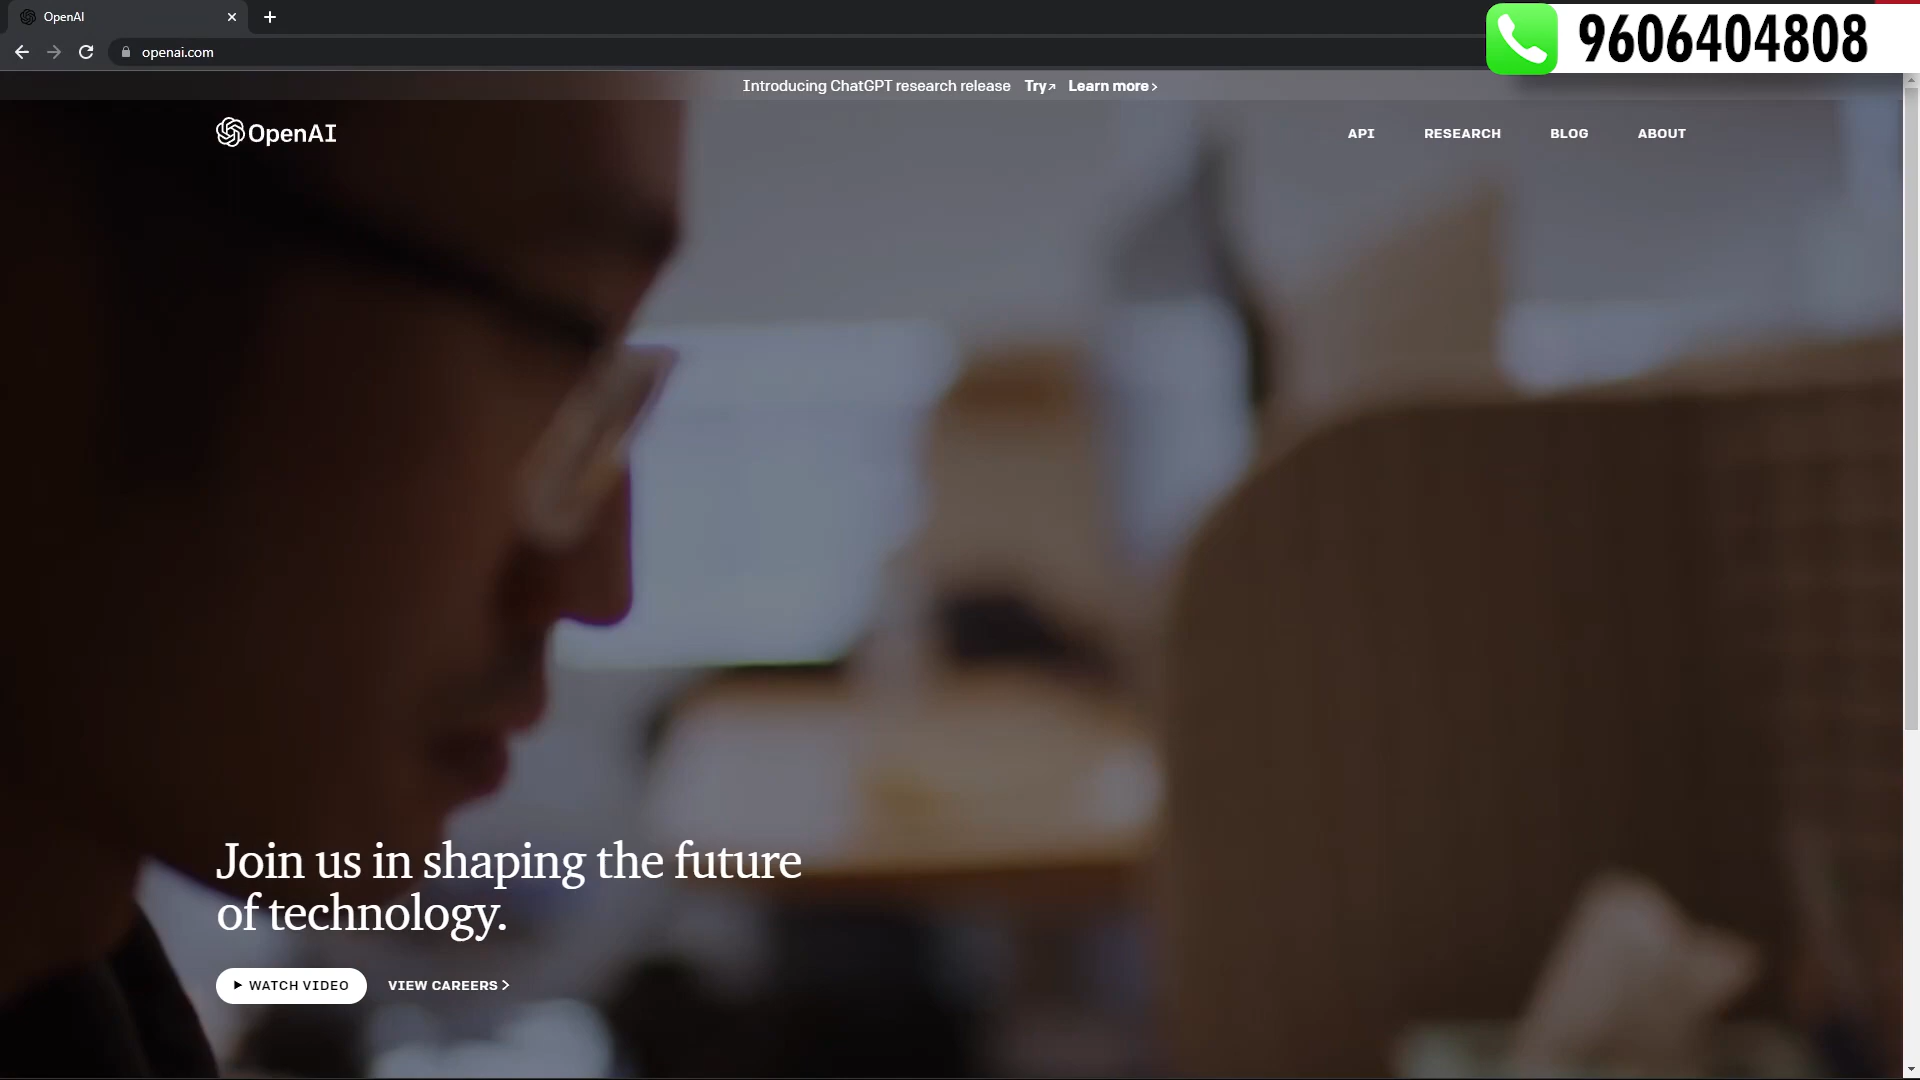 OpenAI
9606404808
openai.com
Introducing ChatGPT research release Try↗ Learn more >
OpenAI
API RESEARCH BLOG ABOUT
Join us in shaping the future
of technology.
WATCH VIDEO VIEW CAREERS >